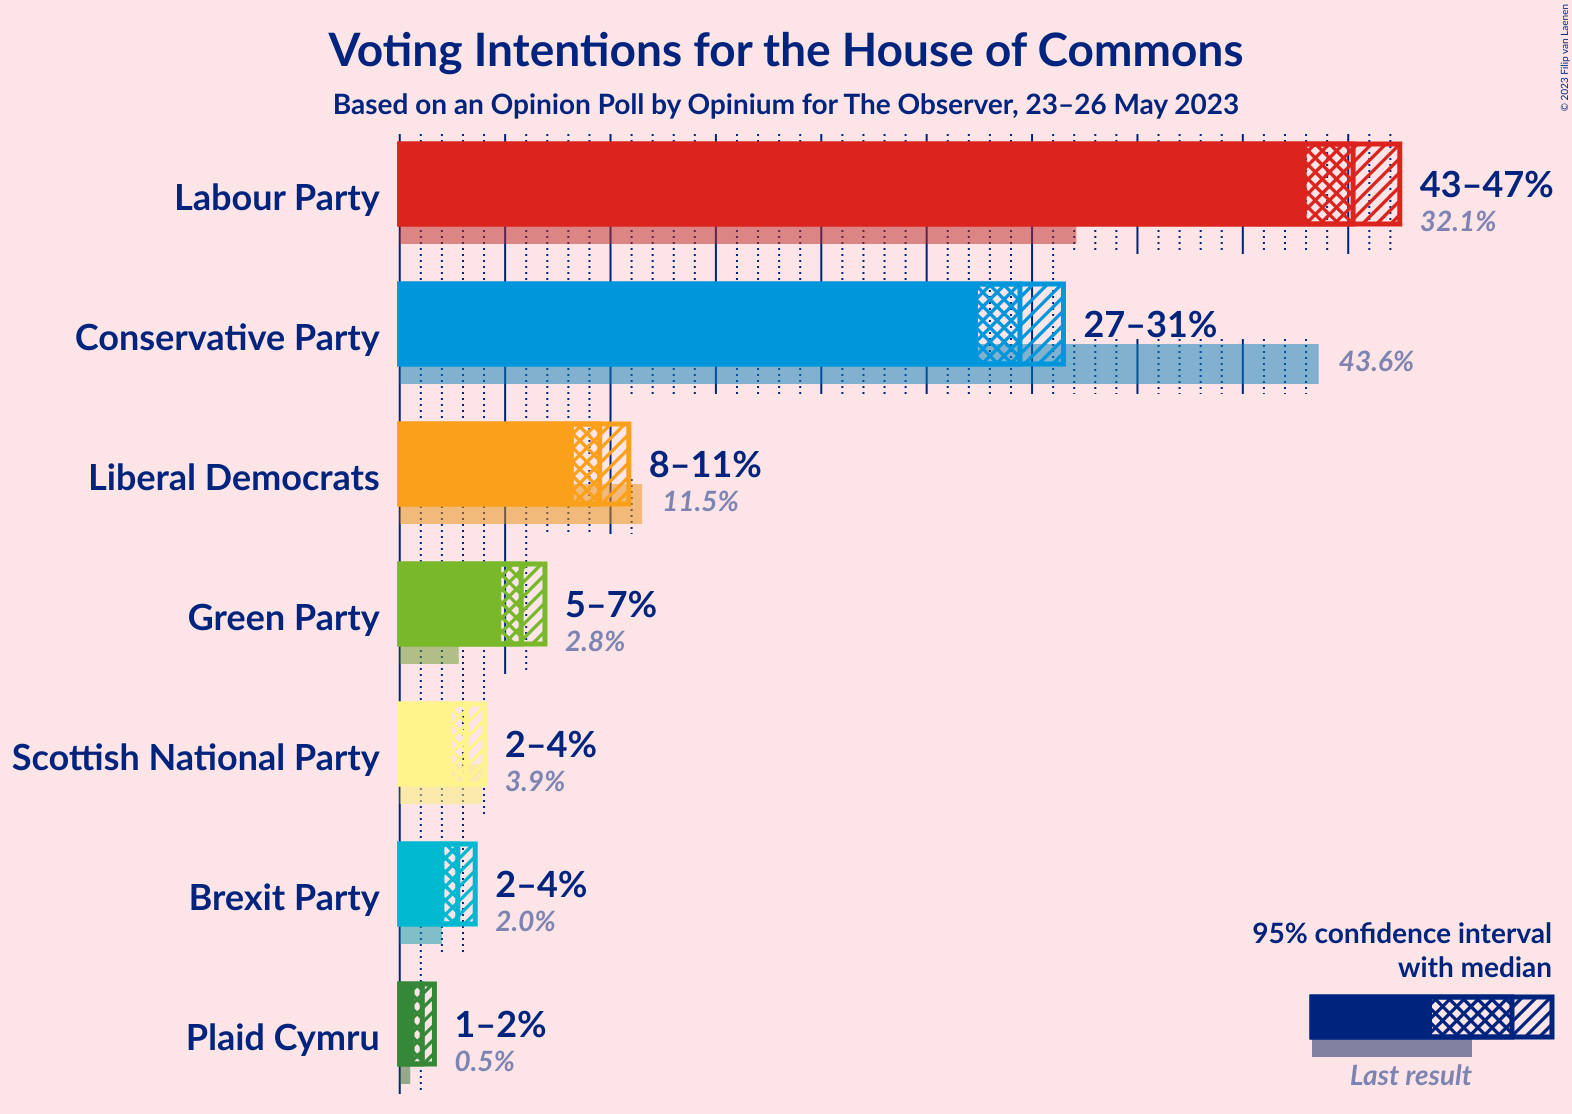 Voting Intentions for the House of Commons
Based on an Opinion Poll by Opinium for The Observer, 23–26 May 2023
© 2023 Filip van Laenen
Labour Party
43–47%
32.1%
Conservative Party
27–31%
43.6%
Liberal Democrats
8–11%
11.5%
Green Party
5–7%
2.8%
Scottish National Party
2–4%
3.9%
Brexit Party
2–4%
2.0%
Plaid Cymru
1–2%
0.5%
95% confidence interval
with median
Last result